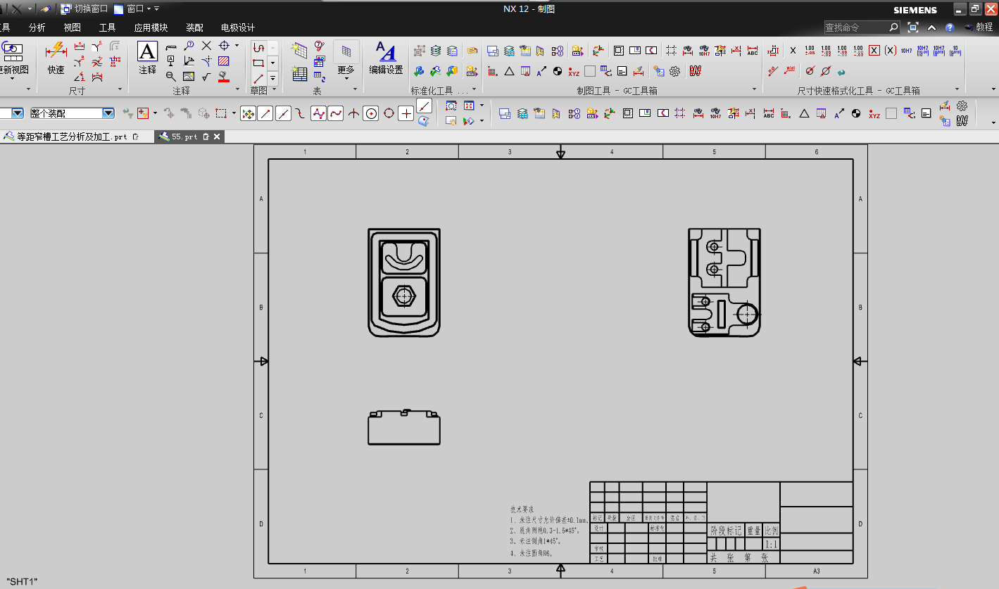 切换窗口 窗口
NX 12 - 制图
SIEMENS
工具 分析 视图 工具 应用模块 装配 电极设计
查找命令
教程
更新视图
快速
尺寸
A
注释
注释
草图
表
更多
编辑设置
标准化工具 ...
制图工具 - GC工具箱
尺寸快速格式化工具 - GC工具箱
整个装配
等距窄槽工艺分析及加工.prt
55.prt
1 2 3 4 5 6
A A
B B
C C
D D
技术要求
1、未注尺寸允许偏差±0.1mm。
2、锐角倒钝0.3-1.5*45°。
3、未注倒角1*45°。
4、未注圆角R6。
标记 处数 分区 更改文件号 签名 年、月、日
设计 标准化
审核
工艺 批准
阶段标记 重量 比例
1:1
共 张 第 张
1 2 3 4 5 A3
"SHT1"